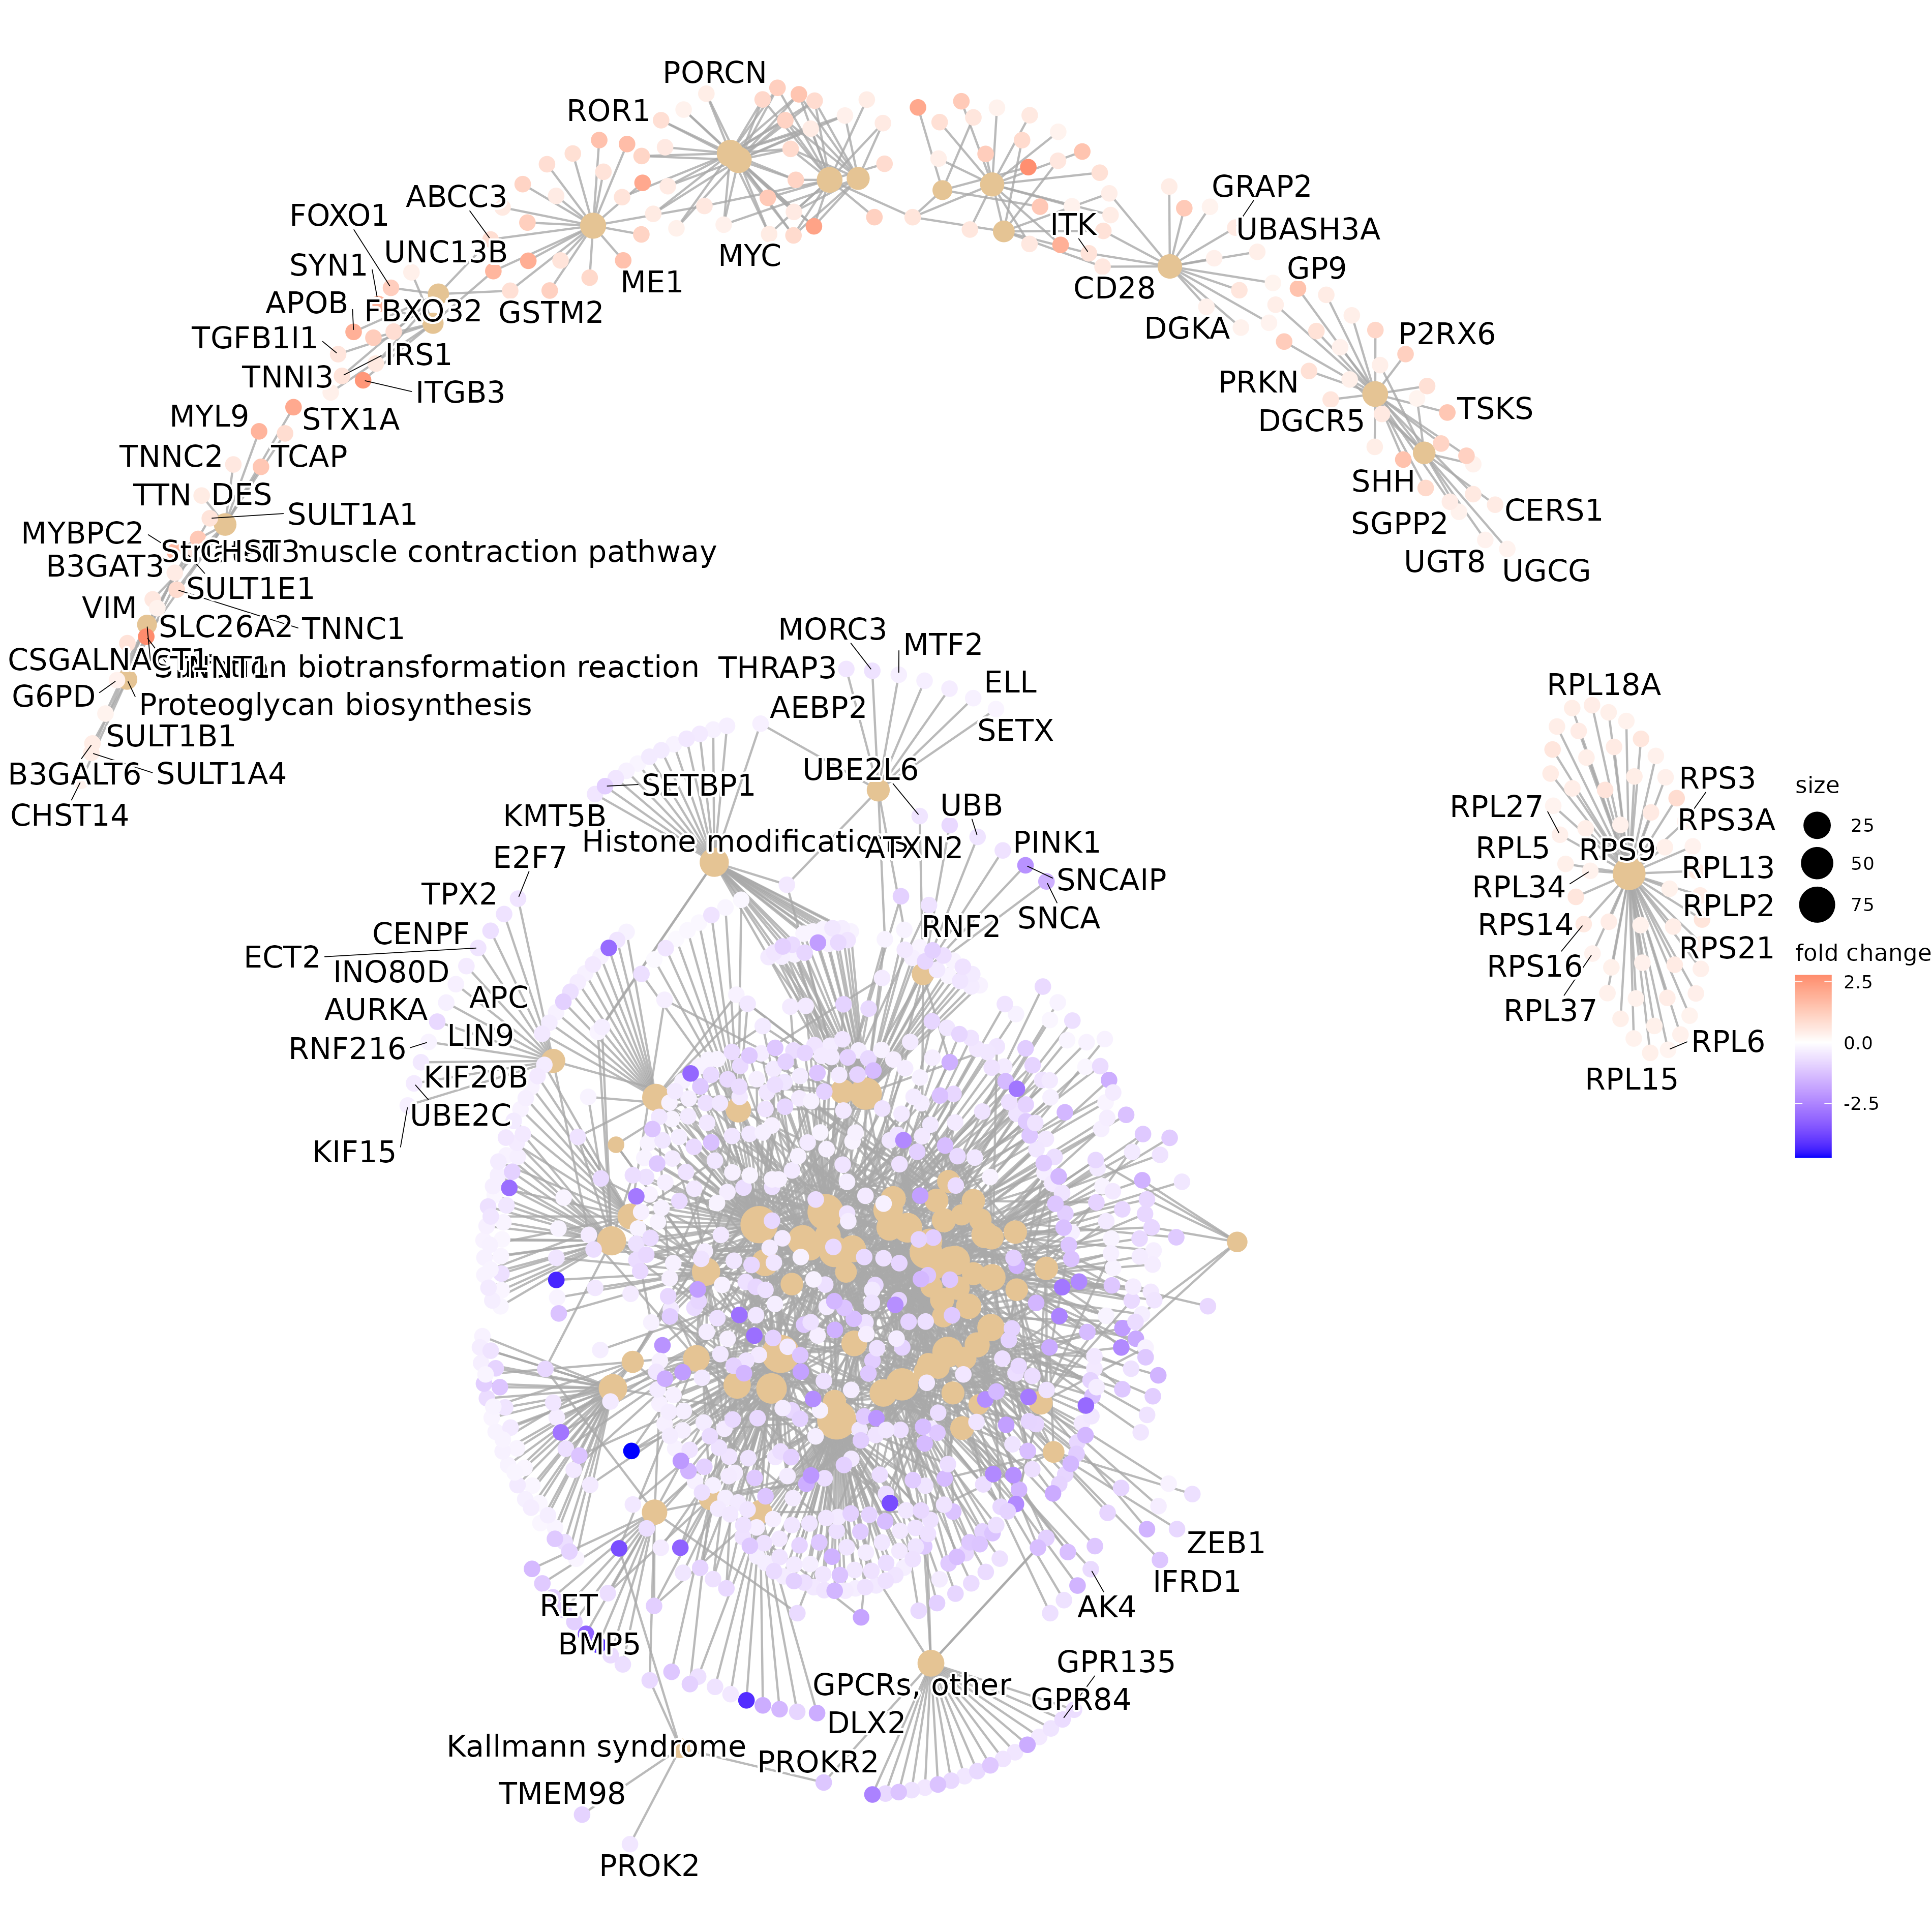 PORCN
ROR1
ABCC3
FOXO1
UNC13B
SYN1
APOB
FBXO32
GSTM2
ME1
MYC
TGFB1I1
IRS1
TNNI3
ITGB3
MYL9
STX1A
TNNC2
TCAP
TTN
DES
SULT1A1
MYBPC2
CHST3
muscle contraction pathway
B3GAT3
SULT1E1
VIM
SLC26A2
TNNC1
CSGALNACT1
TNNT1
biotransformation reaction
G6PD
Proteoglycan biosynthesis
SULT1B1
B3GALT6
SULT1A4
CHST14
GRAP2
ITK
UBASH3A
GP9
CD28
DGKA
P2RX6
PRKN
DGCR5
TSKS
SHH
SGPP2
CERS1
UGT8
UGCG
MORC3
MTF2
THRAP3
ELL
AEBP2
SETX
UBE2L6
SETBP1
KMT5B
UBB
Histone modifications
ATXN2
PINK1
SNCAIP
SNCA
RNF2
E2F7
TPX2
CENPF
ECT2
INO80D
APC
AURKA
LIN9
RNF216
KIF20B
UBE2C
KIF15
RPL18A
RPS3
RPL27
RPS3A
RPL5
RPS9
RPL13
RPL34
RPLP2
RPS14
RPS21
RPS16
RPL37
RPL6
RPL15
size
25
50
75
fold change
2.5
0.0
-2.5
ZEB1
IFRD1
AK4
RET
BMP5
GPR135
GPCRs, other
GPR84
DLX2
Kallmann syndrome
PROKR2
TMEM98
PROK2